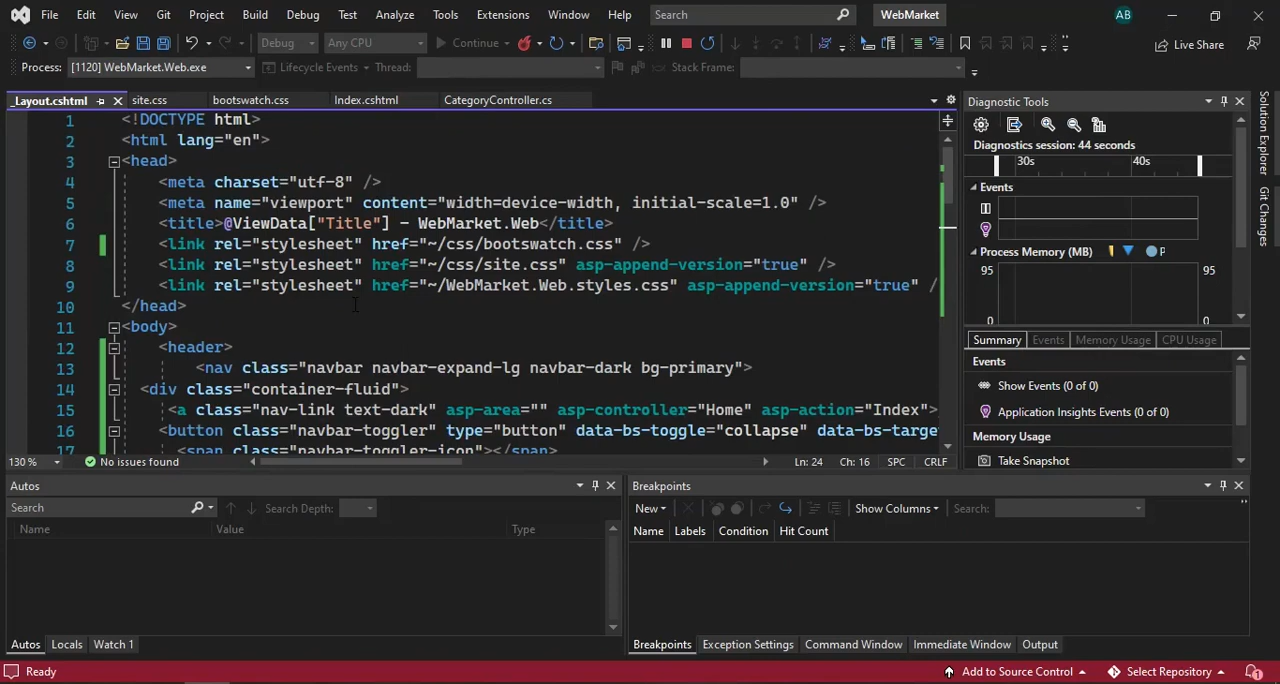 File Edit View Git Project Build Debug Test Analyze Tools Extensions Window Help Search WebMarket AB
Debug Any CPU Continue Live Share
Process: [1120] WebMarket.Web.exe Lifecycle Events Thread: Stack Frame:
_Layout.cshtml site.css bootswatch.css Index.cshtml CategoryController.cs
1 <!DOCTYPE html>
2 <html lang="en">
3 <head>
4 <meta charset="utf-8" />
5 <meta name="viewport" content="width=device-width, initial-scale=1.0" />
6 <title>@ViewData["Title"] - WebMarket.Web</title>
7 <link rel="stylesheet" href="~/css/bootswatch.css" />
8 <link rel="stylesheet" href="~/css/site.css" asp-append-version="true" />
9 <link rel="stylesheet" href="~/WebMarket.Web.styles.css" asp-append-version="true" /
10 </head>
11 <body>
12 <header>
13 <nav class="navbar navbar-expand-lg navbar-dark bg-primary">
14 <div class="container-fluid">
15 <a class="nav-link text-dark" asp-area="" asp-controller="Home" asp-action="Index">
16 <button class="navbar-toggler" type="button" data-bs-toggle="collapse" data-bs-targe
17 <span class="navbar-toggler-icon"></span>
130 % No issues found Ln: 24 Ch: 16 SPC CRLF
Diagnostic Tools
Diagnostics session: 44 seconds
30s 40s
Events
Process Memory (MB) P
95 95
0 0
Summary Events Memory Usage CPU Usage
Events
Show Events (0 of 0)
Application Insights Events (0 of 0)
Memory Usage
Take Snapshot
Solution Explorer
Git Changes
Autos
Search Search Depth:
Name Value Type
Autos Locals Watch 1
Breakpoints
New Show Columns Search:
Name Labels Condition Hit Count
Breakpoints Exception Settings Command Window Immediate Window Output
Ready Add to Source Control Select Repository 1